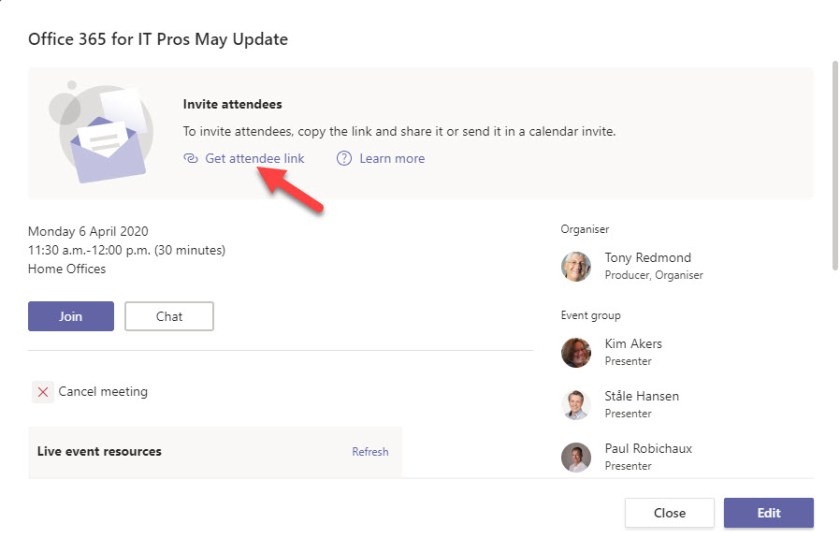 Office 365 for IT Pros May Update
Invite attendees
To invite attendees, copy the link and share it or send it in a calendar invite.
Get attendee link
Learn more
Monday 6 April 2020
11:30 a.m.-12:00 p.m. (30 minutes)
Home Offices
Join
Chat
Cancel meeting
Live event resources
Refresh
Organiser
Tony Redmond
Producer, Organiser
Event group
Kim Akers
Presenter
Ståle Hansen
Presenter
Paul Robichaux
Presenter
Close
Edit